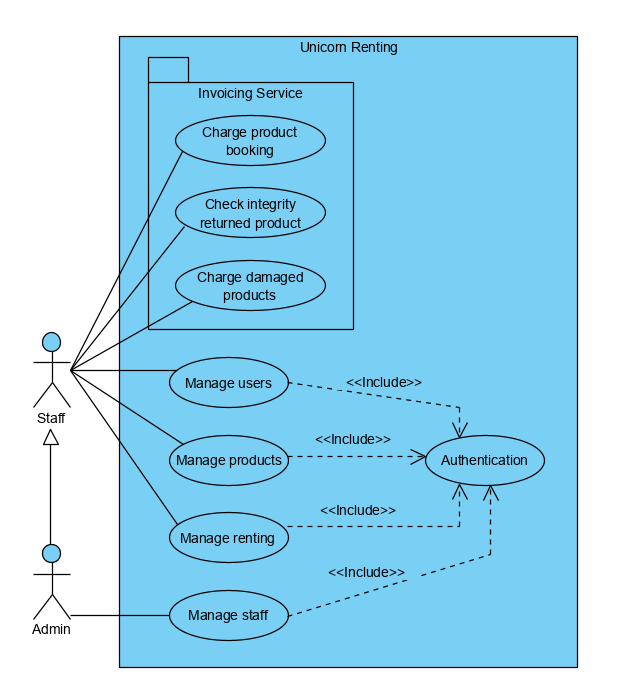 Unicorn Renting
Invoicing Service
Charge product
booking
Check integrity
returned product
Charge damaged
products
Staff
Manage users
<<Include>>
Manage products
<<Include>>
Authentication
<<Include>>
Manage renting
<<Include>>
Manage staff
Admin